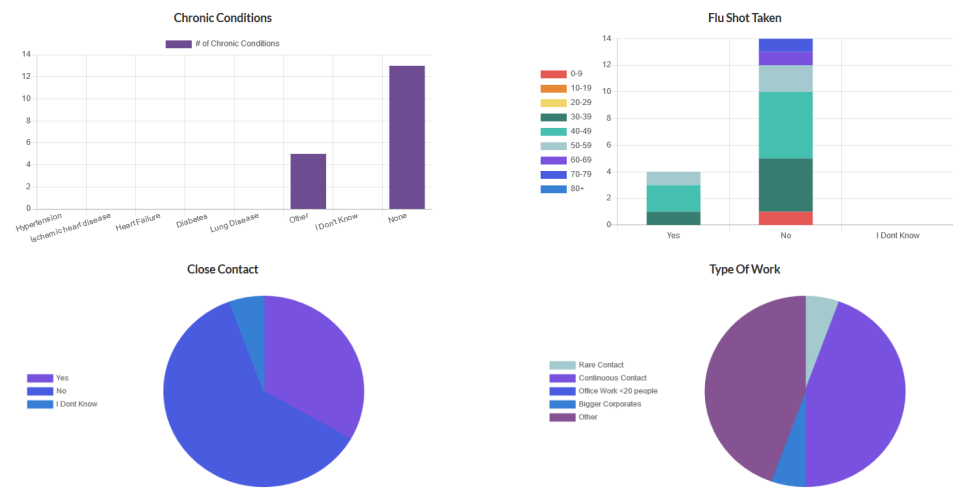 Chronic Conditions
# of Chronic Conditions
14
12
10
8
6
4
2
0
Hypertension
Ischemic heart disease
Heart Failure
Diabetes
Lung Disease
Other
I Don't Know
None
Flu Shot Taken
0-9
10-19
20-29
30-39
40-49
50-59
60-69
70-79
80+
14
12
10
8
6
4
2
0
Yes
No
I Dont Know
Close Contact
Yes
No
I Dont Know
Type Of Work
Rare Contact
Continuous Contact
Office Work <20 people
Bigger Corporates
Other